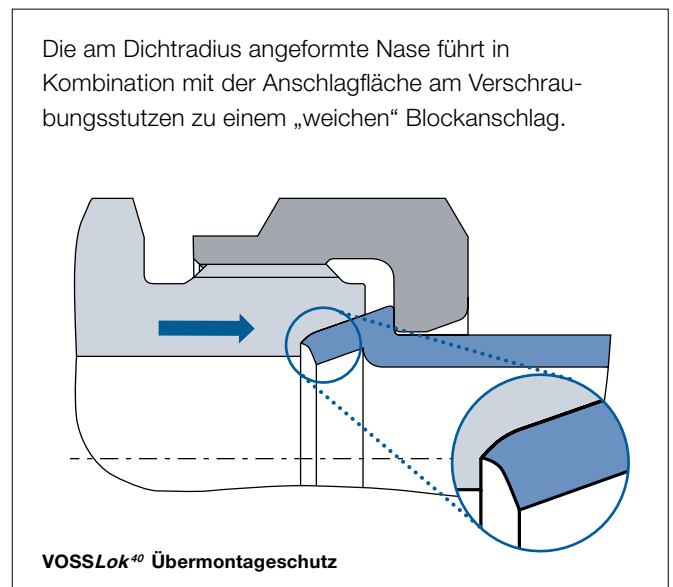 Die am Dichtradius angeformte Nase führt in
Kombination mit der Anschlagfläche am Verschrau-
bungsstutzen zu einem „weichen“ Blockanschlag.
VOSSLok⁴⁰ Übermontageschutz